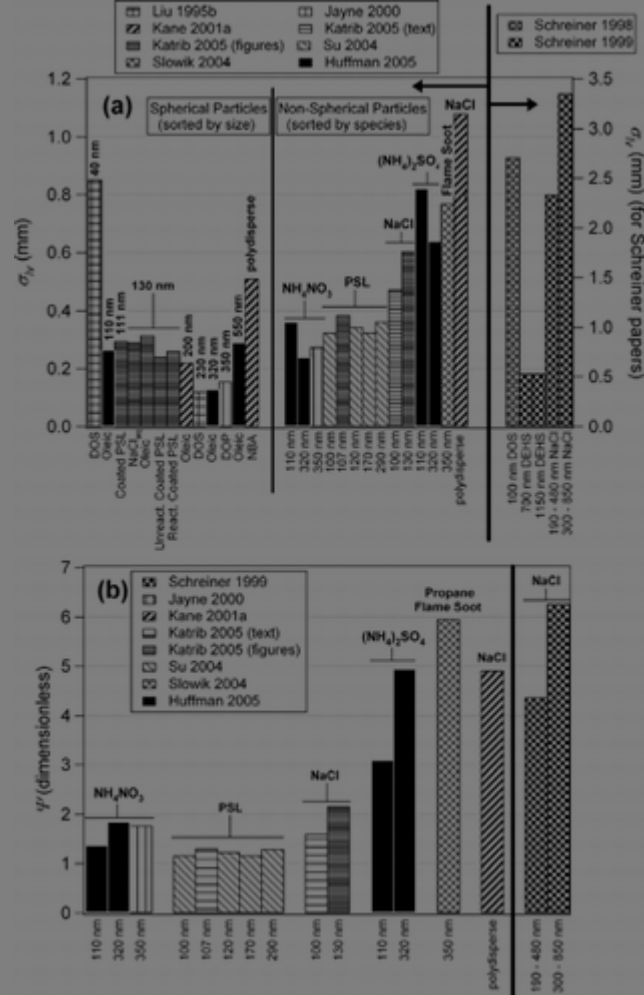 Liu 1995b
Kane 2001a
Katrib 2005 (figures)
Slowik 2004
Jayne 2000
Katrib 2005 (text)
Su 2004
Huffman 2005
Schreiner 1998
Schreiner 1999
(a)
Spherical Particles
(sorted by size)
Non-Spherical Particles
(sorted by species)
1.2
1.0
0.8
0.6
0.4
0.2
0.0
(mm)
3.5
3.0
2.5
2.0
1.5
1.0
0.5
0.0
(mm) (for Schreiner papers)
40 nm
110 nm
111 nm
130 nm
200 nm
230 nm
320 nm
350 nm
550 nm
polydisperse
NH4NO3
PSL
NaCl
(NH4)2SO4
Flame Soot
NaCl
DOS
Oleic
Coated PSL
Oleic
Unreact. Coated PSL
React. Coated PSL
Oleic
DOS
Oleic
DOP
Oleic
NBA
110 nm
320 nm
350 nm
100 nm
107 nm
120 nm
170 nm
290 nm
100 nm
130 nm
110 nm
320 nm
350 nm
polydisperse
100 nm DOS
700 nm DEHS
1150 nm DEHS
190 - 480 nm NaCl
300 - 850 nm NaCl
(b)
Schreiner 1999
Jayne 2000
Kane 2001a
Katrib 2005 (text)
Katrib 2005 (figures)
Su 2004
Slowik 2004
Huffman 2005
7
6
5
4
3
2
1
0
Ψ (dimensionless)
NH4NO3
PSL
NaCl
(NH4)2SO4
Propane
Flame Soot
NaCl
NaCl
110 nm
320 nm
350 nm
100 nm
107 nm
120 nm
170 nm
290 nm
100 nm
130 nm
110 nm
320 nm
350 nm
polydisperse
190 - 480 nm
300 - 850 nm